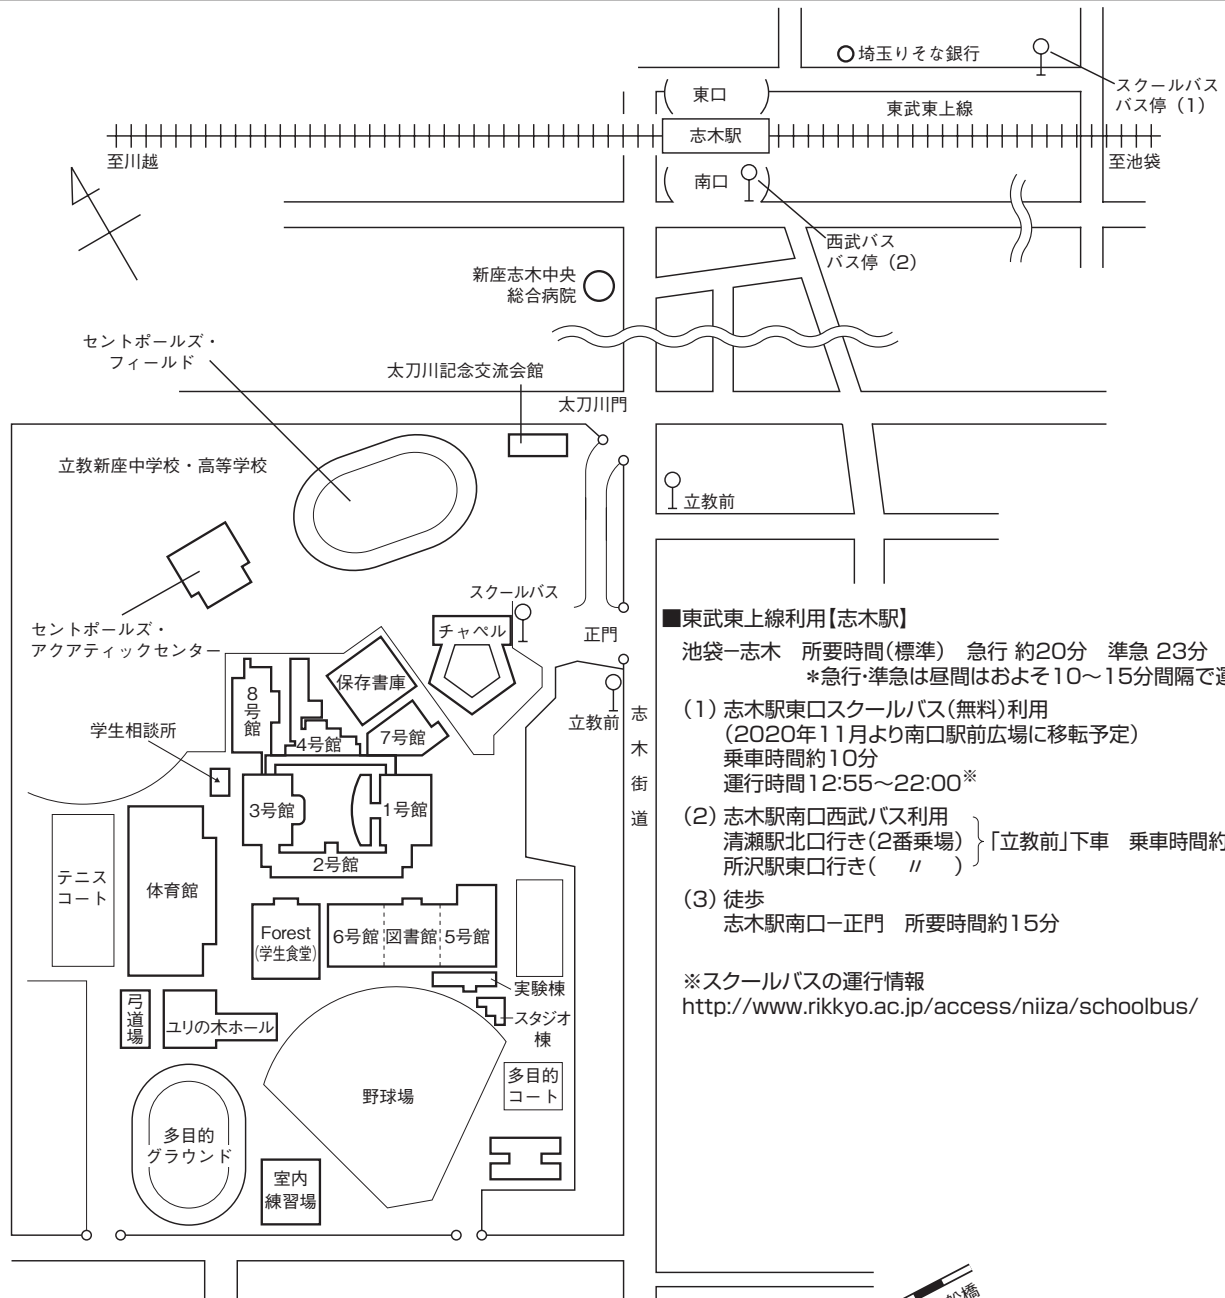 埼玉りそな銀行
スクールバス
バス停（1）
東口
東武東上線
志木駅
至川越
至池袋
南口
西武バス
バス停（2）
新座志木中央
総合病院
セントポールズ・
フィールド
太刀川記念交流会館
太刀川門
立教新座中学校・高等学校
立教前
スクールバス
セントポールズ・
アクアティックセンター
チャペル
正門
保存書庫
8号館
立教前
志木街道
学生相談所
4号館
7号館
3号館
1号館
2号館
テニス
コート
体育館
Forest
(学生食堂)
6号館
図書館
5号館
実験棟
弓道場
ユリの木ホール
スタジオ
棟
多目的
コート
野球場
多目的
グラウンド
室内
練習場
■東武東上線利用【志木駅】
池袋ー志木　所要時間（標準）　急行 約20分　準急 23分
＊急行・準急は昼間はおよそ10〜15分間隔で
（1）志木駅東口スクールバス（無料）利用
（2020年11月より南口駅前広場に移転予定）
乗車時間約10分
運行時間12:55〜22:00※
（2）志木駅南口西武バス利用
清瀬駅北口行き（2番乗場）
所沢駅東口行き（　〃　）
「立教前」下車　乗車時間約
（3）徒歩
志木駅南口ー正門　所要時間約15分
※スクールバスの運行情報
http://www.rikkyo.ac.jp/access/niiza/schoolbus/